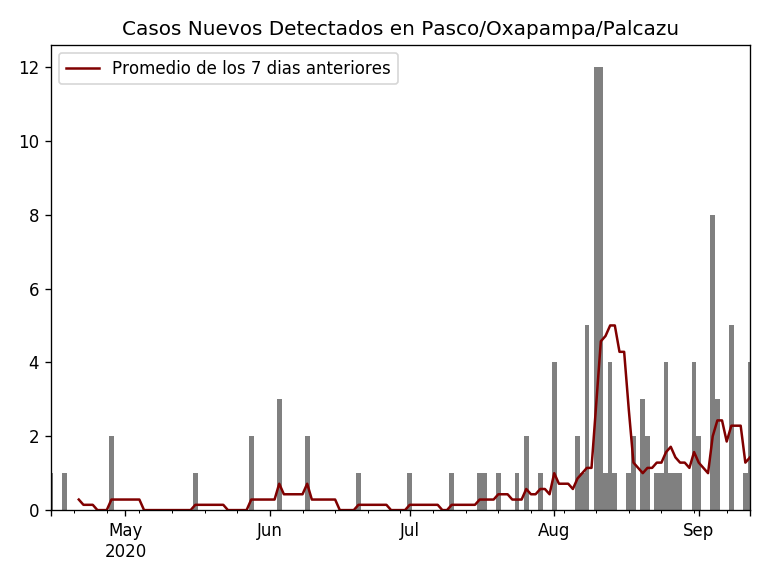 Casos Nuevos Detectados en Pasco/Oxapampa/Palcazu
Promedio de los 7 dias anteriores
12
10
8
6
4
2
0
May Jun Jul Aug Sep
2020